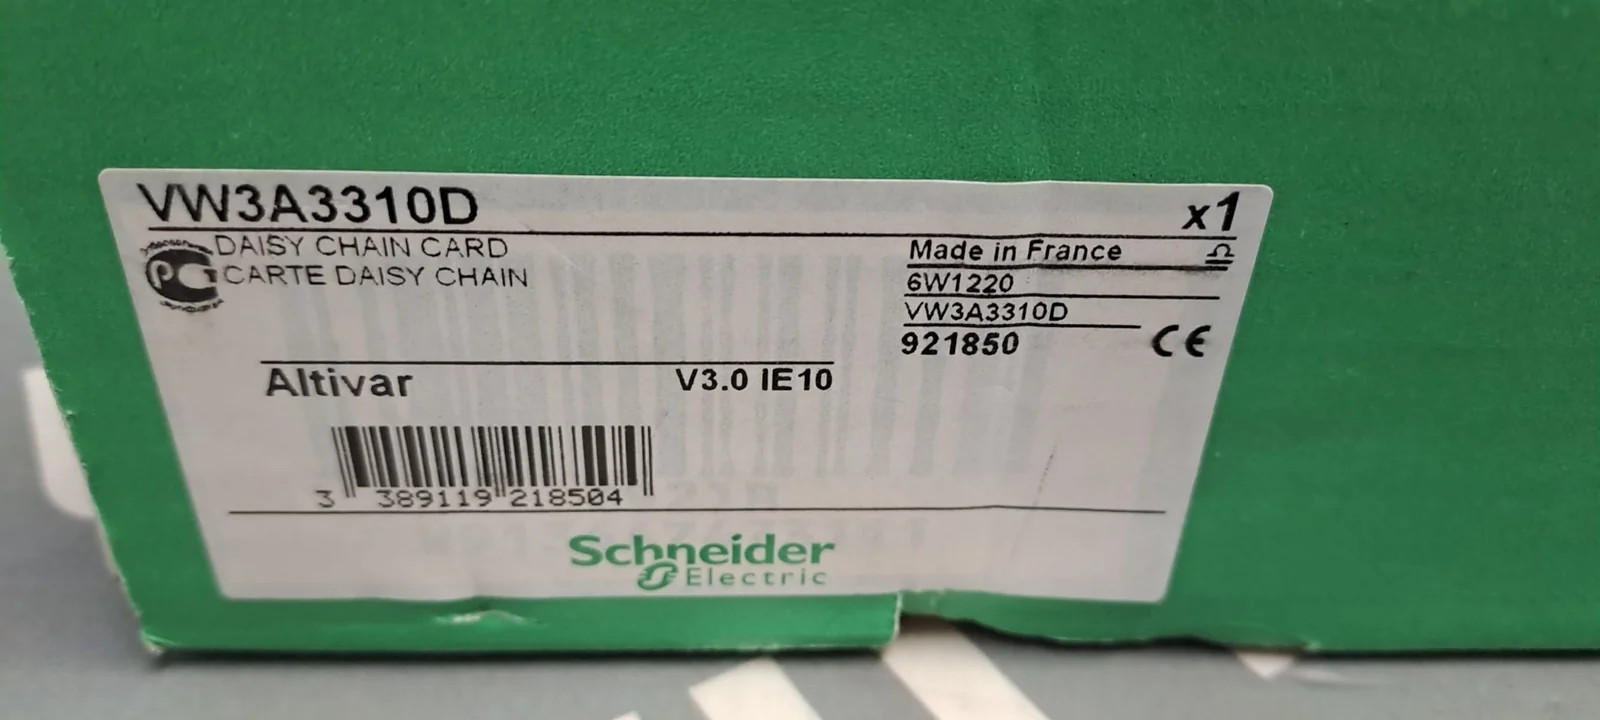 VW3A3310D
x1
DAISY CHAIN CARD
CARTE DAISY CHAIN
Made in France
6W1220
VW3A3310D
921850
CE
Altivar V3.0 IE10
3 389119 218504
Schneider
Electric